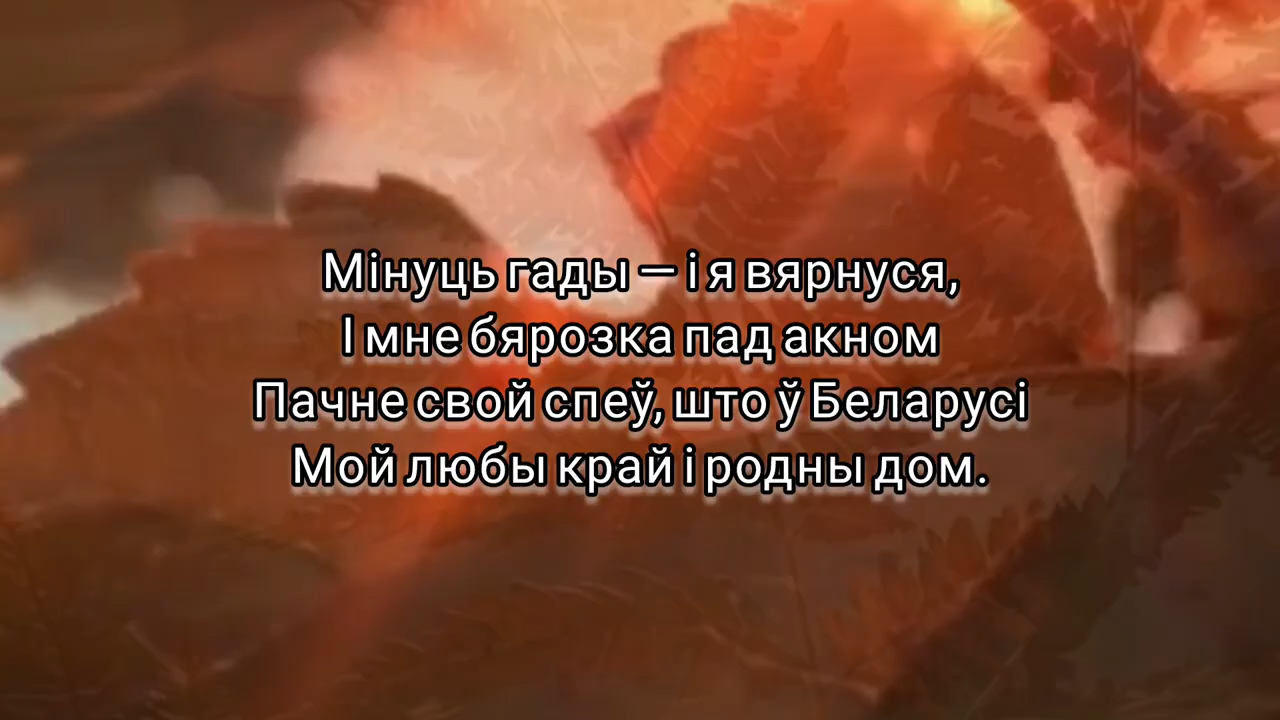 Мінуць гады — і я вярнуся,
І мне бярозка пад акном
Пачне свой спеў, што ў Беларусі
Мой любы край і родны дом.